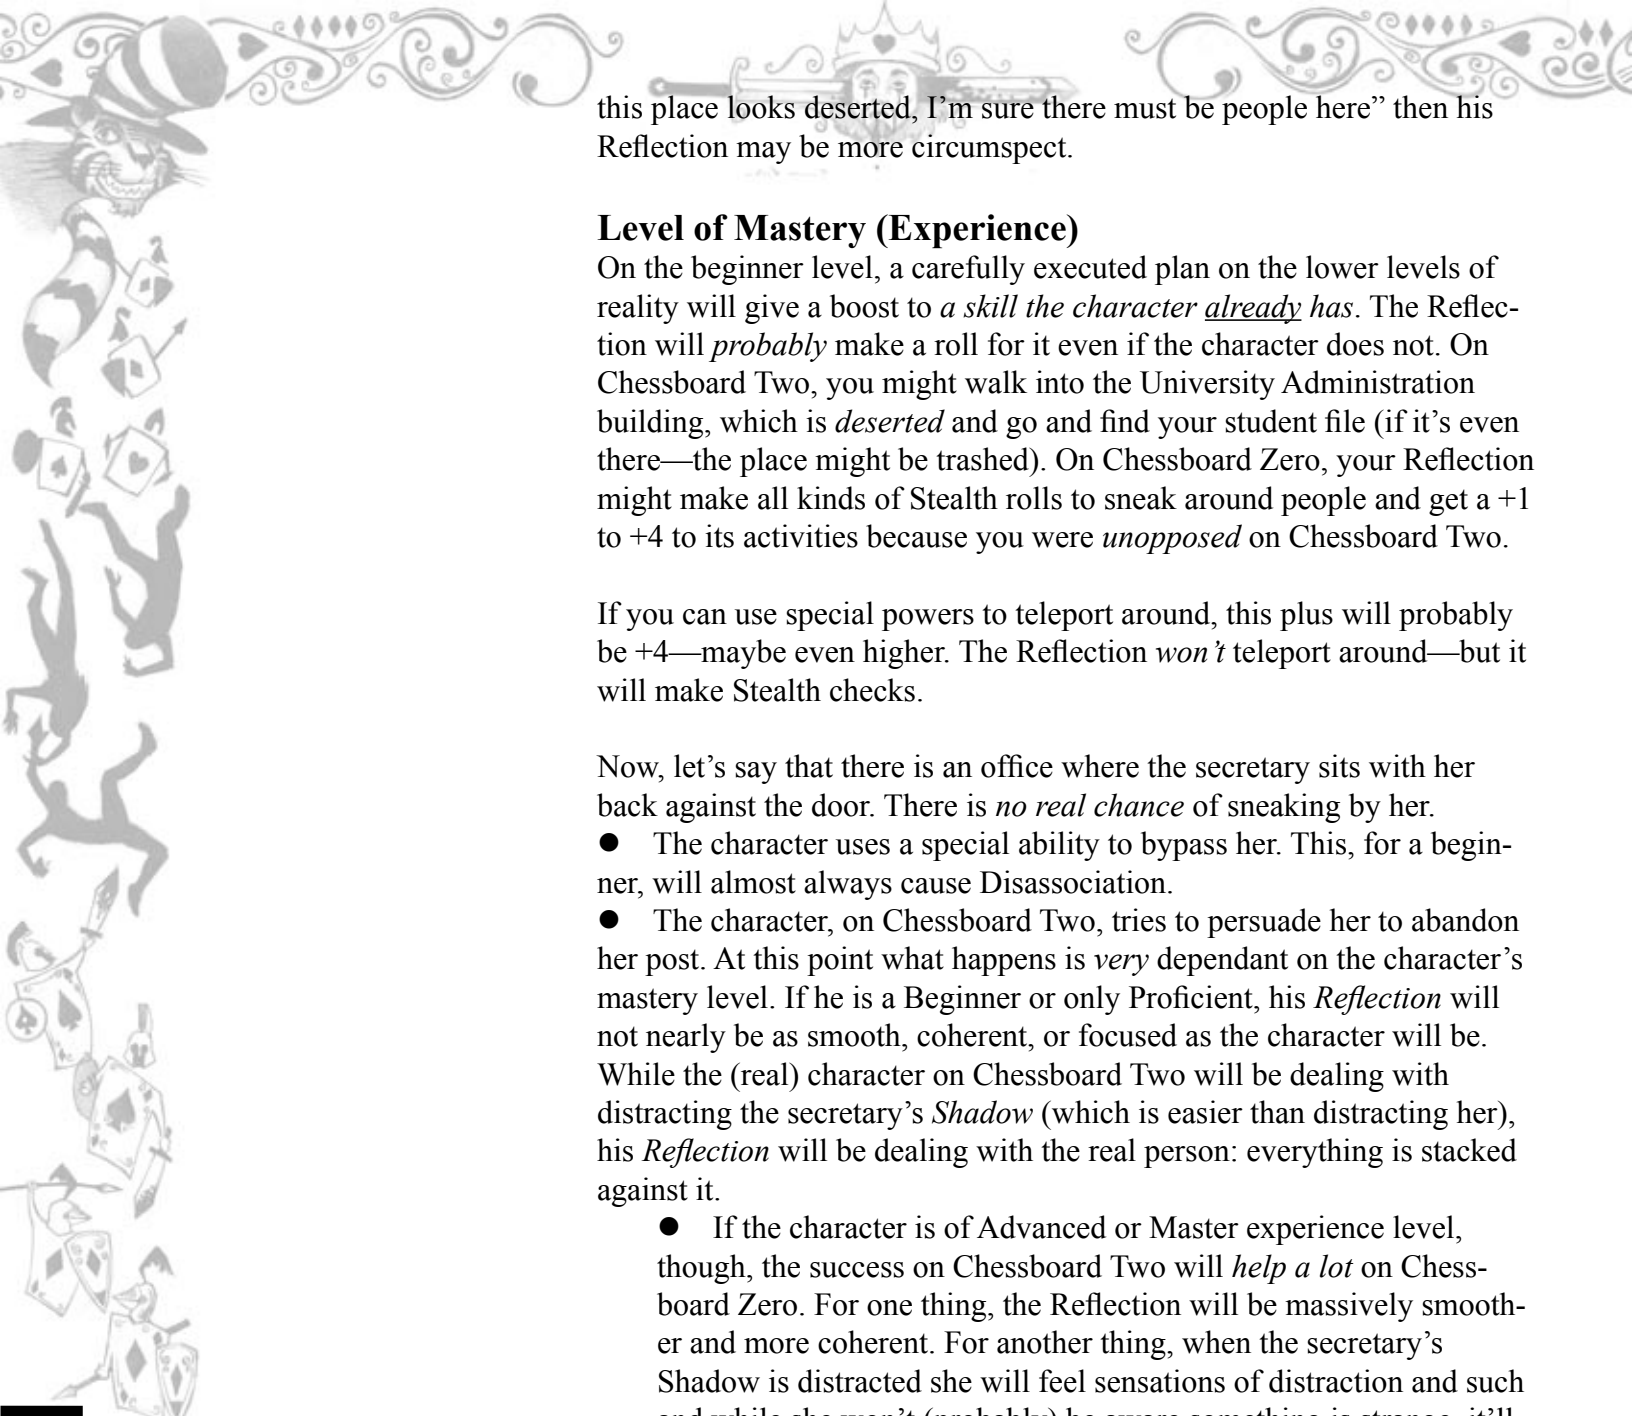 this place looks deserted, I’m sure there must be people here” then his
Reflection may be more circumspect.
Level of Mastery (Experience)
On the beginner level, a carefully executed plan on the lower levels of
reality will give a boost to a skill the character already has. The Reflec-
tion will probably make a roll for it even if the character does not. On
Chessboard Two, you might walk into the University Administration
building, which is deserted and go and find your student file (if it’s even
there—the place might be trashed). On Chessboard Zero, your Reflection
might make all kinds of Stealth rolls to sneak around people and get a +1
to +4 to its activities because you were unopposed on Chessboard Two.
If you can use special powers to teleport around, this plus will probably
be +4—maybe even higher. The Reflection won’t teleport around—but it
will make Stealth checks.
Now, let’s say that there is an office where the secretary sits with her
back against the door. There is no real chance of sneaking by her.
● The character uses a special ability to bypass her. This, for a begin-
ner, will almost always cause Disassociation.
● The character, on Chessboard Two, tries to persuade her to abandon
her post. At this point what happens is very dependant on the character’s
mastery level. If he is a Beginner or only Proficient, his Reflection will
not nearly be as smooth, coherent, or focused as the character will be.
While the (real) character on Chessboard Two will be dealing with
distracting the secretary’s Shadow (which is easier than distracting her),
his Reflection will be dealing with the real person: everything is stacked
against it.
● If the character is of Advanced or Master experience level,
though, the success on Chessboard Two will help a lot on Chess-
board Zero. For one thing, the Reflection will be massively smooth-
er and more coherent. For another thing, when the secretary’s
Shadow is distracted she will feel sensations of distraction and such
and while she won’t (probably) be aware something is strange, it’ll